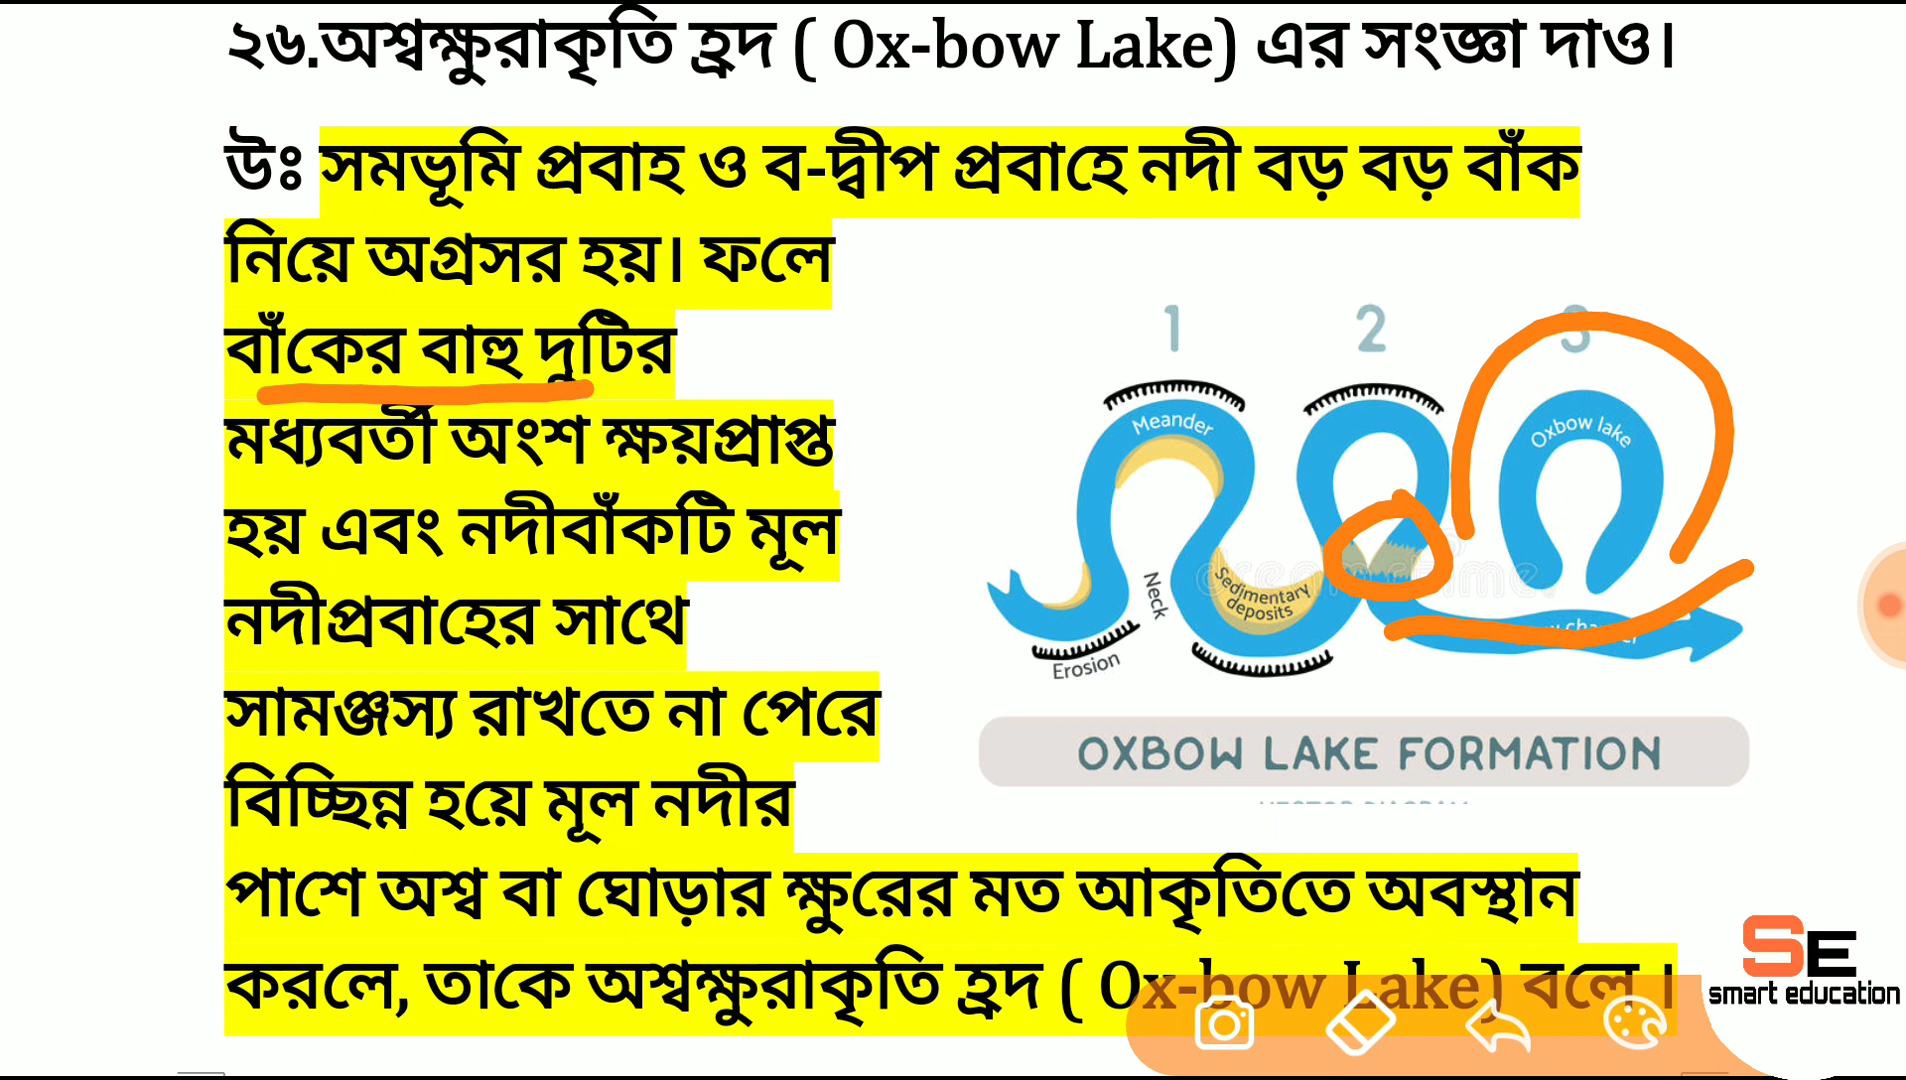 ২৬.অশ্বক্ষুরাকৃতি হ্রদ ( Ox-bow Lake) এর সংজ্ঞা দাও।
উঃ সমভূমি প্রবাহ ও ব-দ্বীপ প্রবাহে নদী বড় বড় বাঁক
নিয়ে অগ্রসর হয়। ফলে
বাঁকের বাহু দুটির
মধ্যবর্তী অংশ ক্ষয়প্রাপ্ত
হয় এবং নদীবাঁকটি মূল
নদীপ্রবাহের সাথে
সামঞ্জস্য রাখতে না পেরে
বিচ্ছিন্ন হয়ে মূল নদীর
পাশে অশ্ব বা ঘোড়ার ক্ষুরের মত আকৃতিতে অবস্থান
করলে, তাকে অশ্বক্ষুরাকৃতি হ্রদ ( Ox-bow Lake) বলে ।
1 2 3
Meander
Oxbow lake
Neck
Sedimentary
deposits
Erosion
OXBOW LAKE FORMATION
VECTOR DIAGRAM
SE
smart education